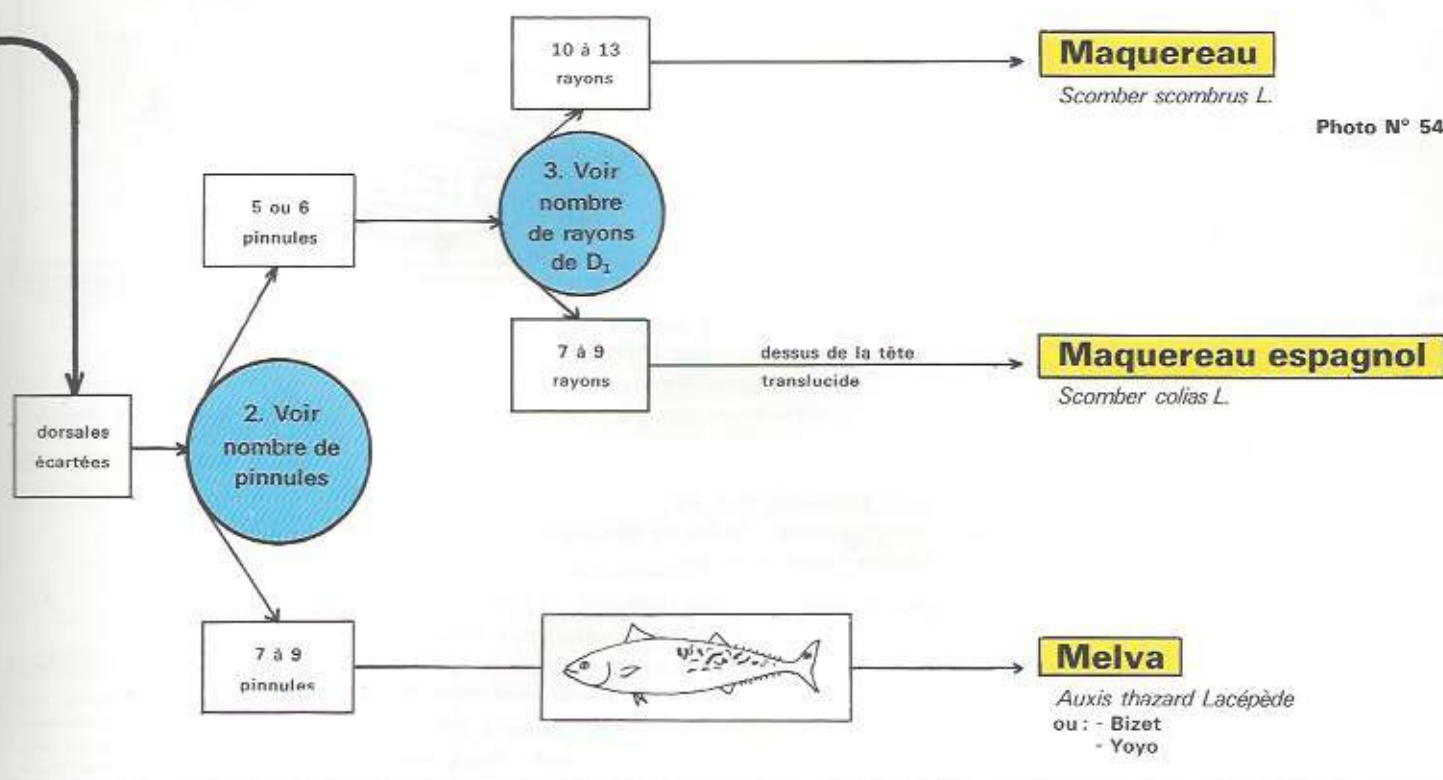 10 à 13
rayons
Maquereau
Scomber scombrus L.
Photo N° 54
3. Voir
nombre
de rayons
de D₁
5 ou 6
pinnules
7 à 9
rayons
dessus de la tête
translucide
Maquereau espagnol
Scomber colias L.
dorsales
écartées
2. Voir
nombre de
pinnules
7 à 9
pinnules
Melva
Auxis thazard Lacépède
ou : - Bizet
- Yoyo